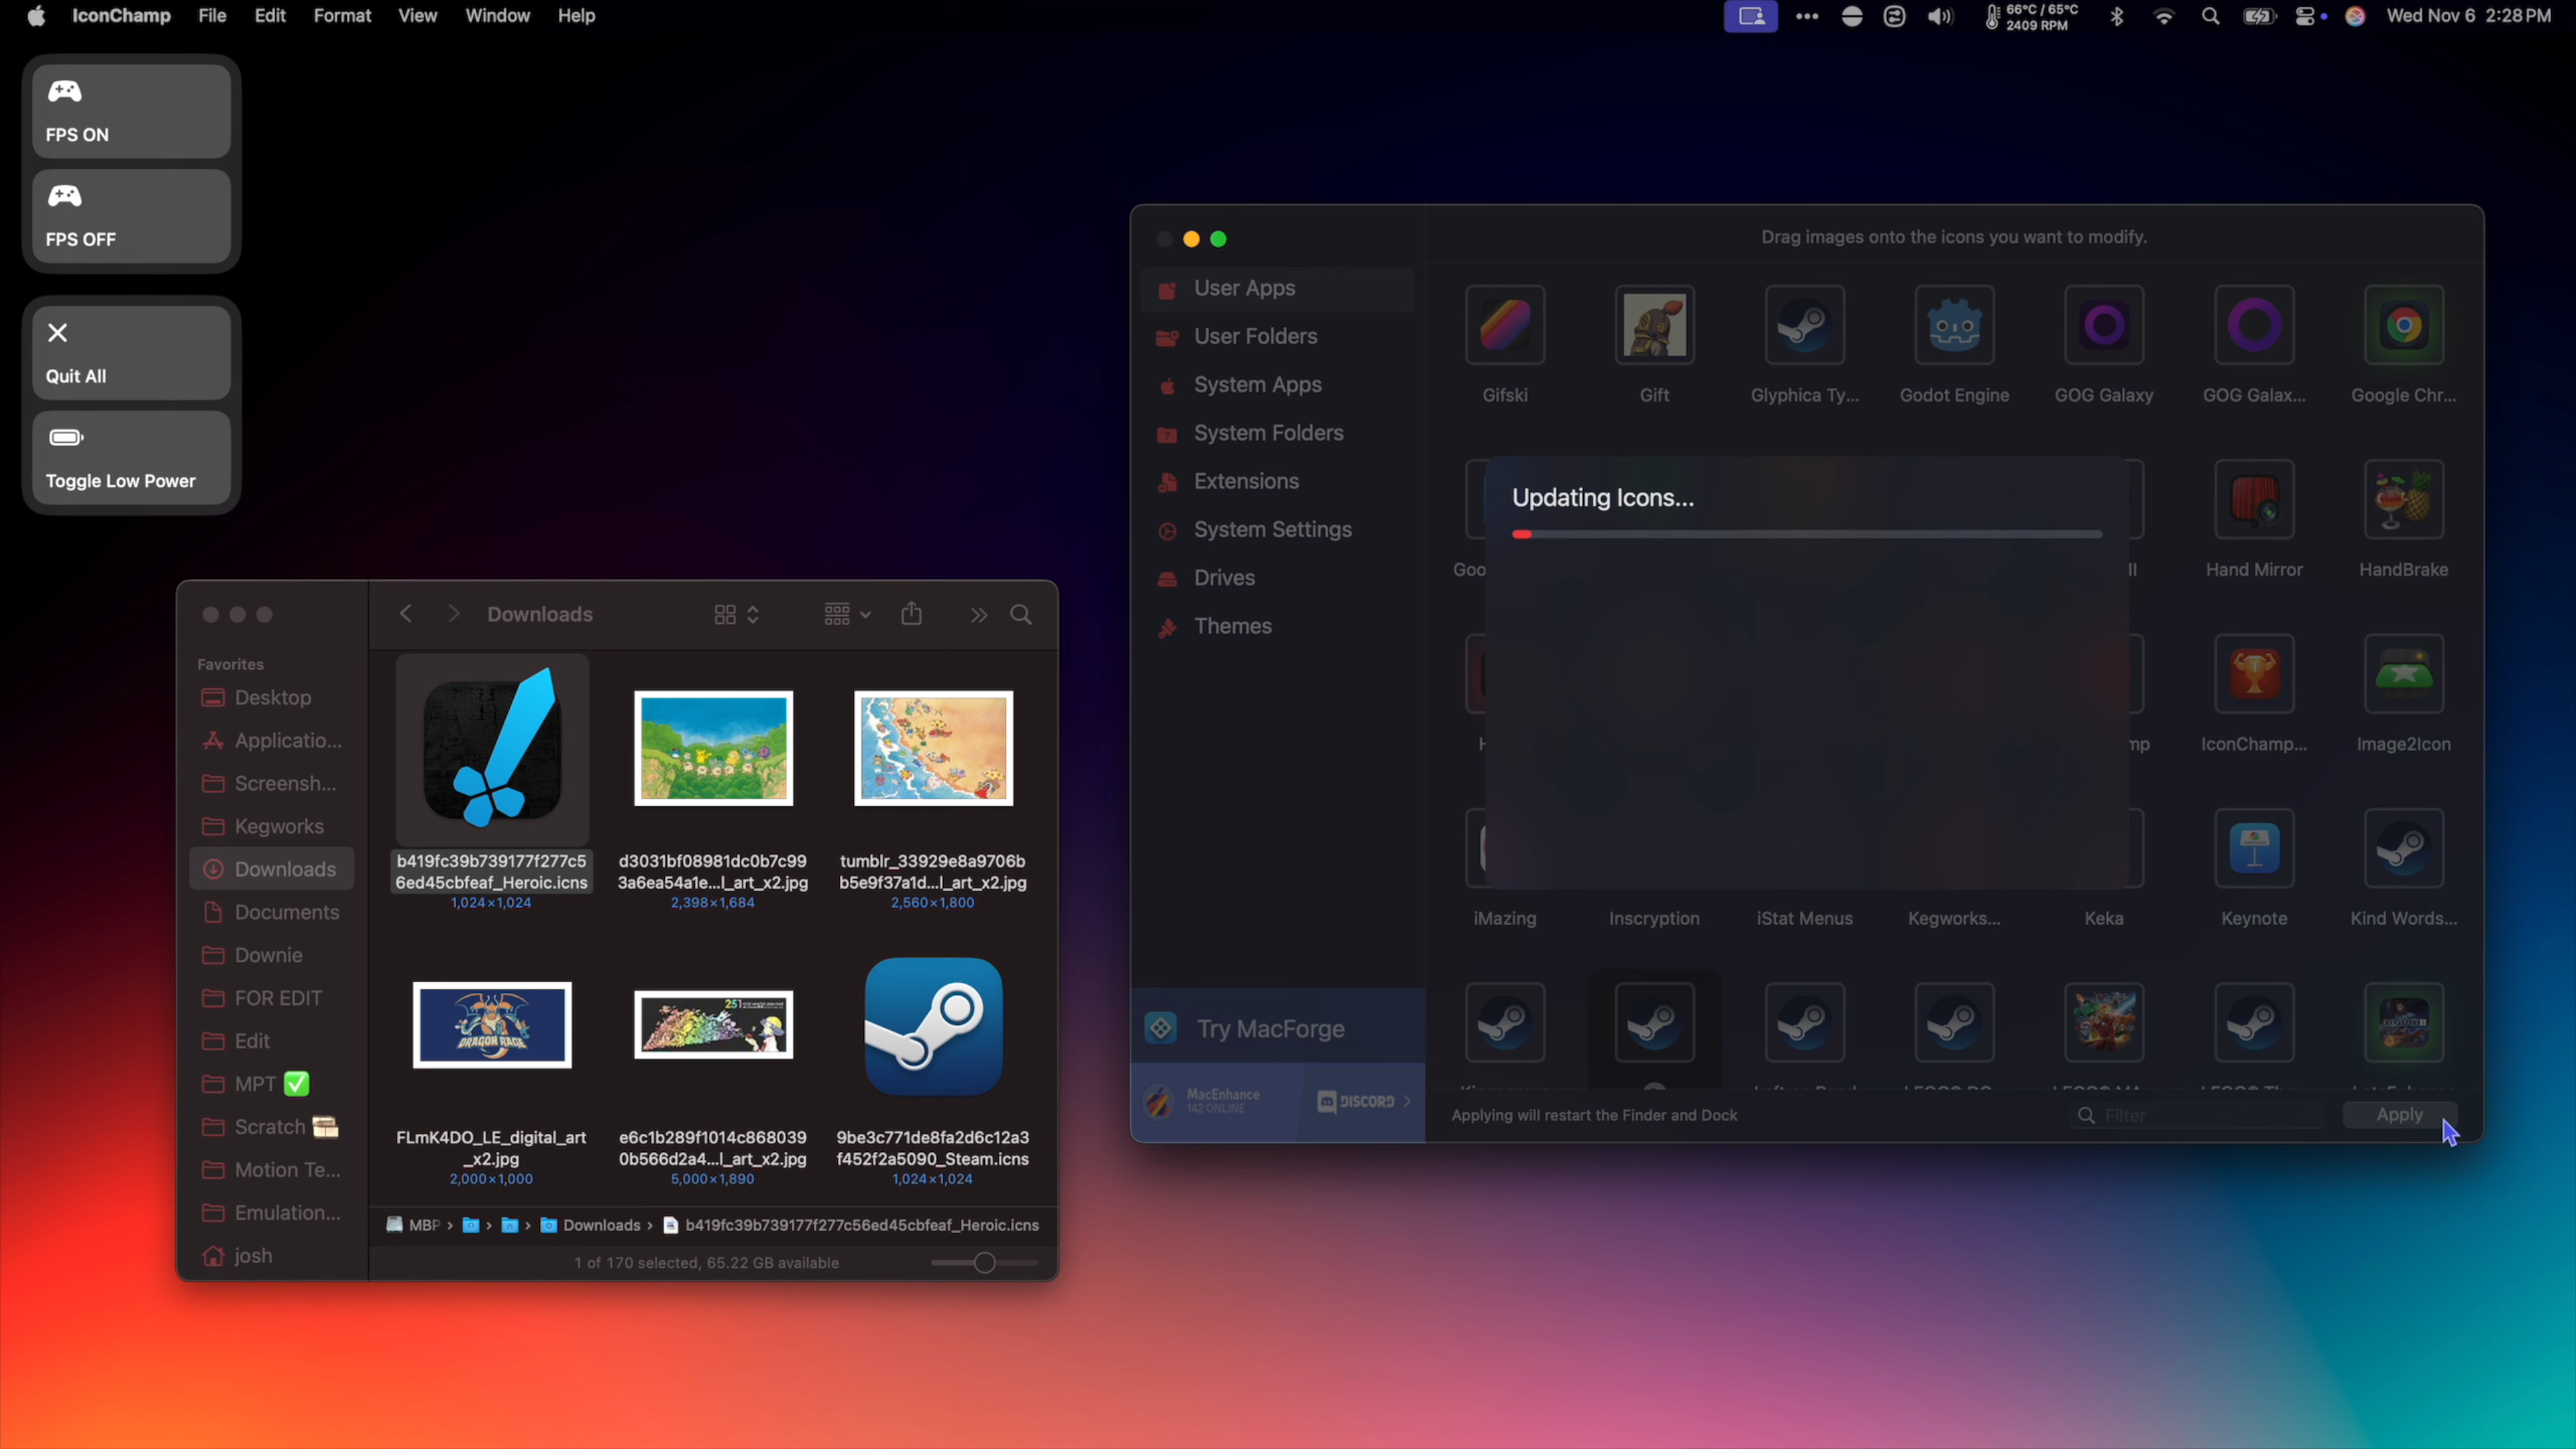 IconChamp File Edit Format View Window Help
66°C / 65°C
2409 RPM
Wed Nov 6 2:28 PM
FPS ON
FPS OFF
Quit All
Toggle Low Power
Downloads
Favorites
Desktop
Applicatio...
Screensh...
Kegworks
Downloads
Documents
Downie
FOR EDIT
Edit
MPT ✅
Scratch
Motion Te...
Emulation...
josh
b419fc39b739177f277c5
6ed45cbfeaf_Heroic.icns
1,024×1,024
d3031bf08981dc0b7c99
3a6ea54a1e...l_art_x2.jpg
2,398×1,684
tumblr_33929e8a9706b
b5e9f37a1d...l_art_x2.jpg
2,560×1,800
DRAGON RAGE
FLmK4DO_LE_digital_art
_x2.jpg
2,000×1,000
251
e6c1b289f1014c868039
0b566d2a4...l_art_x2.jpg
5,000×1,890
9be3c771de8fa2d6c12a3
f452f2a5090_Steam.icns
1,024×1,024
MBP › › › Downloads › b419fc39b739177f277c56ed45cbfeaf_Heroic.icns
1 of 170 selected, 65.22 GB available
Drag images onto the icons you want to modify.
User Apps
User Folders
System Apps
System Folders
Extensions
System Settings
Drives
Themes
Try MacForge
MacEnhance
142 ONLINE
DISCORD
Gifski
Gift
Glyphica Ty...
Godot Engine
GOG Galaxy
GOG Galax...
Google Chr...
Updating Icons...
Goo
ll
Hand Mirror
HandBrake
H
mp
IconChamp...
Image2Icon
iMazing
Inscryption
iStat Menus
Kegworks...
Keka
Keynote
Kind Words...
Applying will restart the Finder and Dock
Filter
Apply